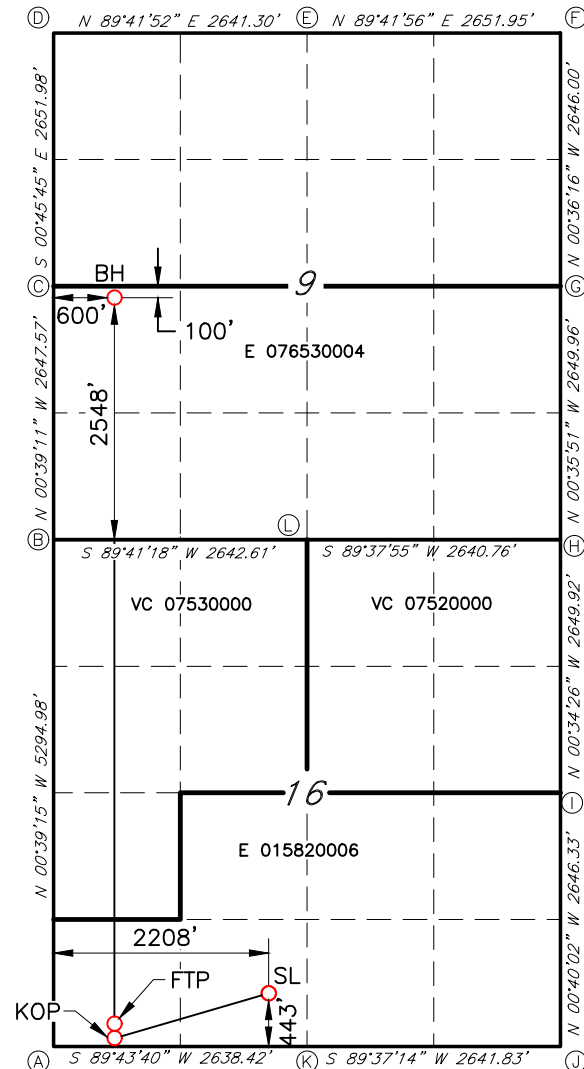 D N 89°41'52" E 2641.30' E N 89°41'56" E 2651.95' F
S 00°45'45" E 2651.98'
N 00°36'16" W 2646.00'
BH
C 9 G
600' 100'
E 076530004
2548'
N 00°39'11" W 2647.57'
N 00°35'51" W 2649.96'
L
B H
S 89°41'18" W 2642.61' S 89°37'55" W 2640.76'
VC 07530000 VC 07520000
N 00°34'26" W 2649.92'
N 00°39'15" W 5294.98'
16 I
E 015820006
2208'
FTP SL
KOP 443'
N 00°40'02" W 2646.33'
A S 89°43'40" W 2638.42' K S 89°37'14" W 2641.83' J